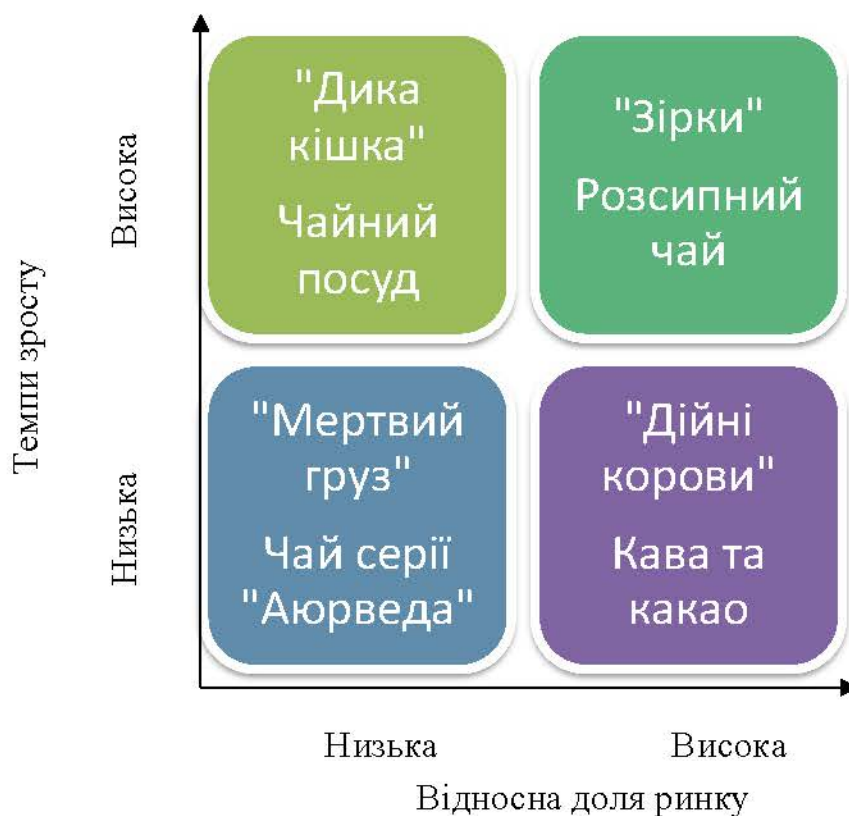 Темпи зросту
Висока
Низька
"Дика
кішка"
Чайний
посуд
"Зірки"
Розсипний
чай
"Мертвий
груз"
Чай серії
"Аюрведа"
"Дійні
корови"
Кава та
какао
Низька
Висока
Відносна доля ринку